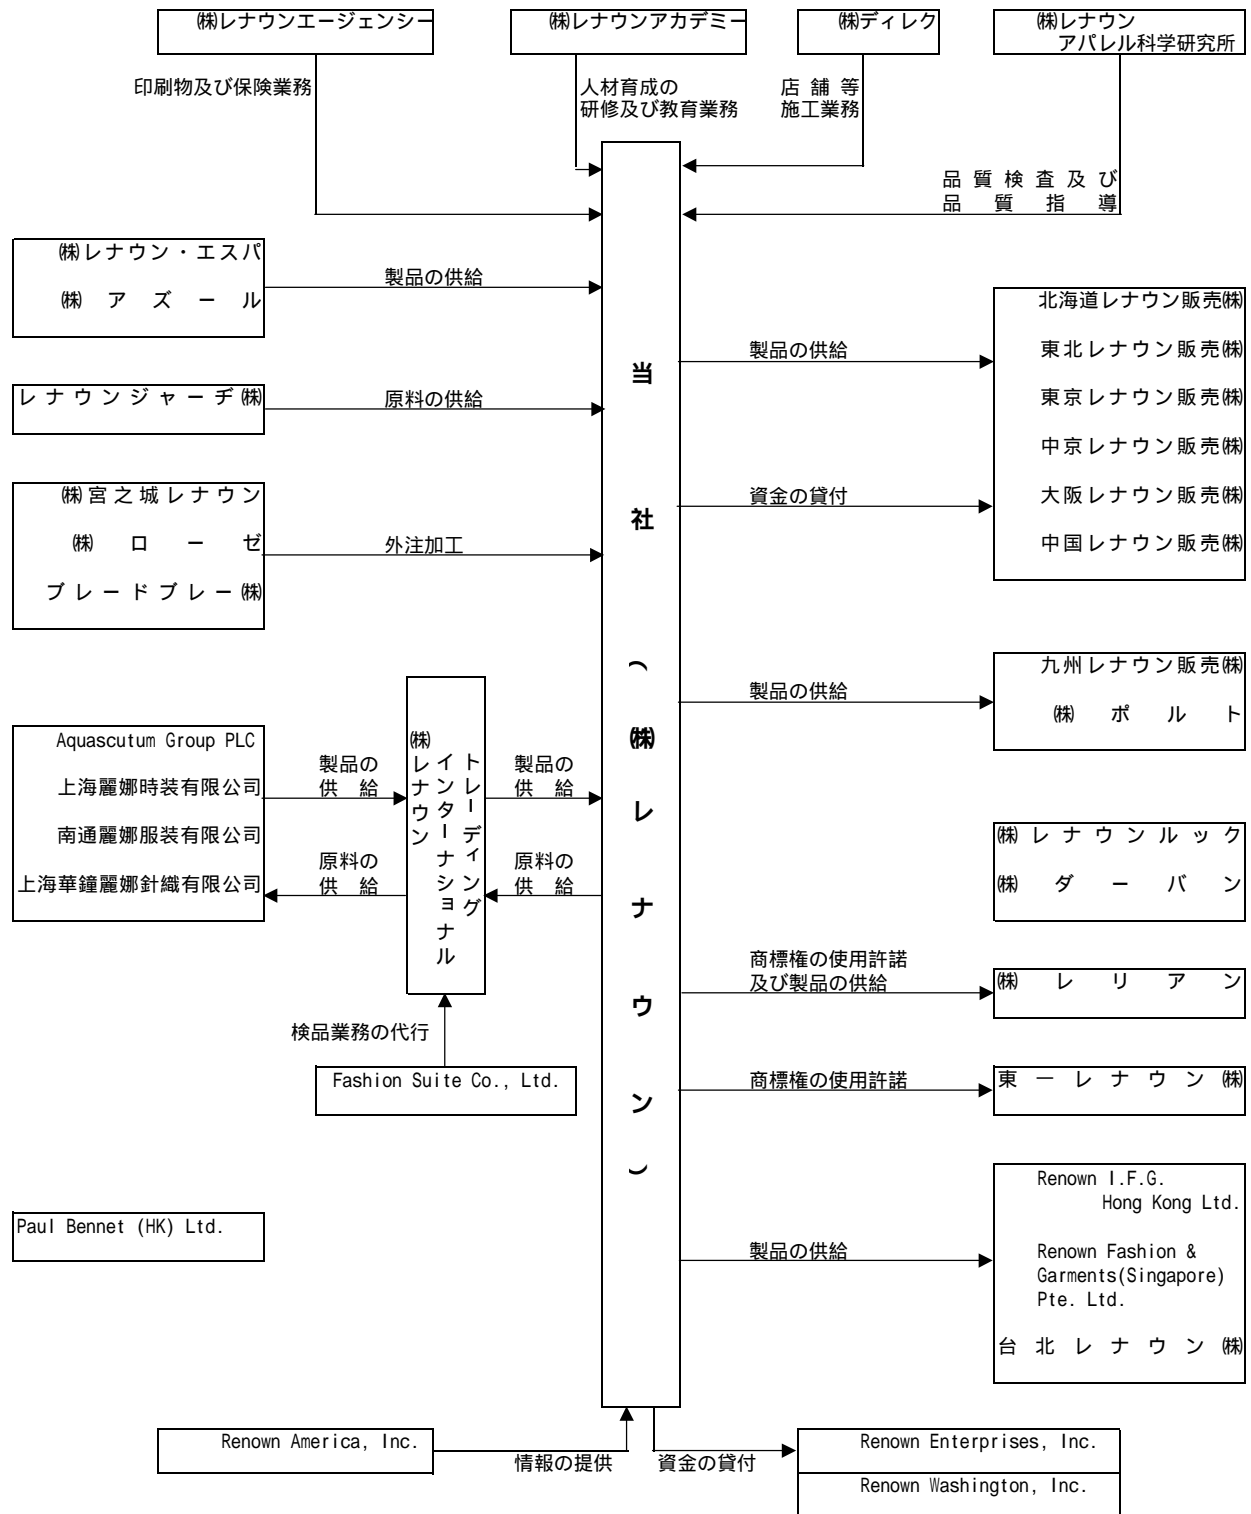 ㈱レナウンエージェンシー
㈱レナウンアカデミー
㈱ディレク
㈱レナウン
アパレル科学研究所
印刷物及び保険業務
人材育成の
研修及び教育業務
店舗等
施工業務
品質検査及び
品質指導
㈱レナウン・エスパ
㈱アズール
製品の供給
レナウンジャーヂ㈱
原料の供給
㈱宮之城レナウン
㈱ローゼ
ブレードブレー㈱
外注加工
Aquascutum Group PLC
上海麗娜時装有限公司
南通麗娜服装有限公司
上海華鐘麗娜針織有限公司
製品の
供給
原料の
供給
㈱レナウン
インターナショナル
トレーディング
製品の
供給
原料の
供給
検品業務の代行
Fashion Suite Co., Ltd.
Paul Bennet (HK) Ltd.
当社(㈱レナウン)
製品の供給
資金の貸付
北海道レナウン販売㈱
東北レナウン販売㈱
東京レナウン販売㈱
中京レナウン販売㈱
大阪レナウン販売㈱
中国レナウン販売㈱
製品の供給
九州レナウン販売㈱
㈱ポルト
㈱レナウンルック
㈱ダーバン
商標権の使用許諾
及び製品の供給
㈱レリアン
商標権の使用許諾
東一レナウン㈱
製品の供給
Renown I.F.G.
Hong Kong Ltd.
Renown Fashion &
Garments(Singapore)
Pte. Ltd.
台北レナウン㈱
Renown America, Inc.
情報の提供
資金の貸付
Renown Enterprises, Inc.
Renown Washington, Inc.